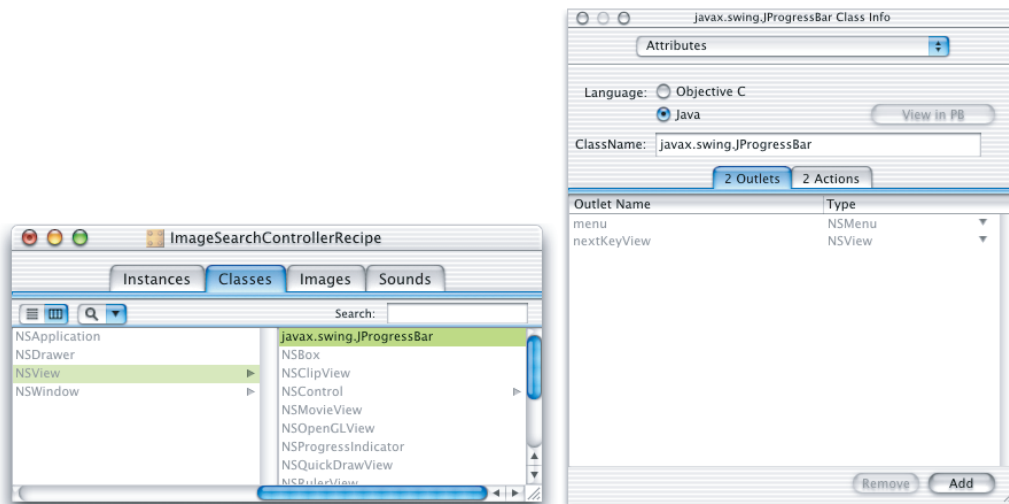 ImageSearchControllerRecipe
Instances Classes Images Sounds
Search:
NSApplication
NSDrawer
NSView
NSWindow
javax.swing.JProgressBar
NSBox
NSClipView
NSControl
NSMovieView
NSOpenGLView
NSProgressIndicator
NSQuickDrawView
NSRulerView
javax.swing.JProgressBar Class Info
Attributes
Language: Objective C
Java
View in PB
ClassName: javax.swing.JProgressBar
2 Outlets 2 Actions
Outlet Name Type
menu NSMenu
nextKeyView NSView
Remove Add